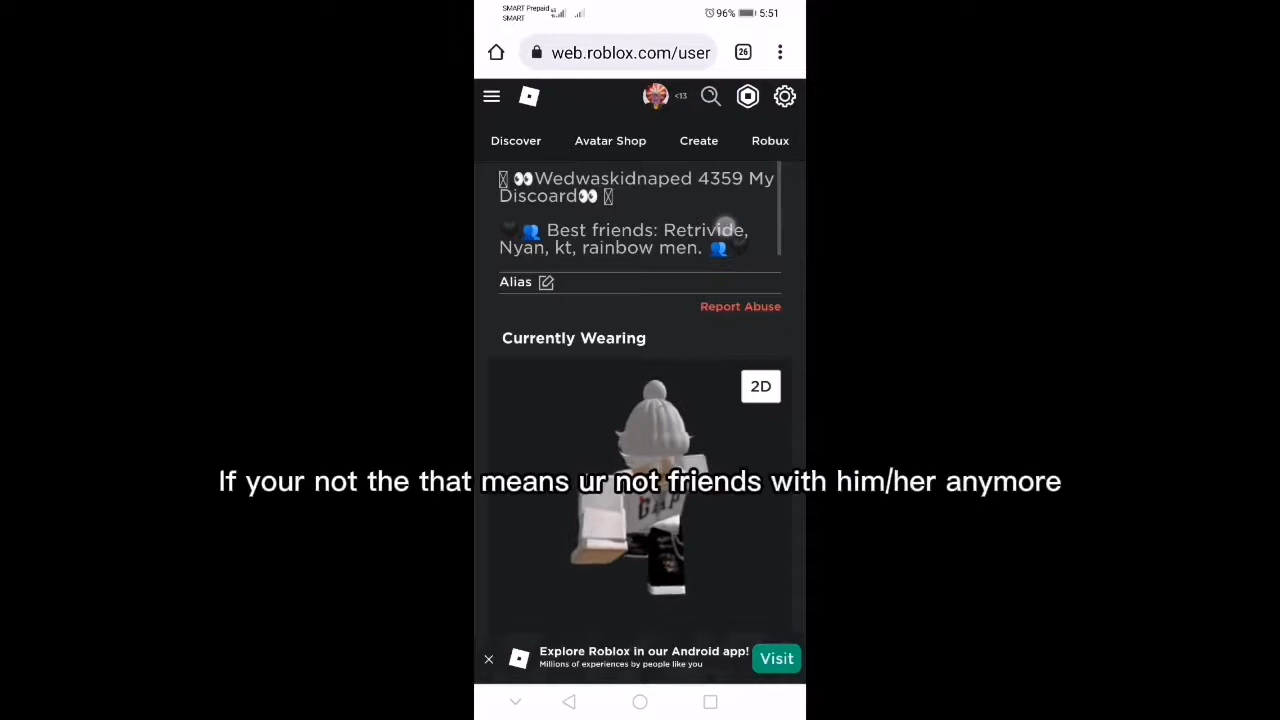 SMART Prepaid
SMART
96% 5:51
web.roblox.com/user
26
<13
Discover Avatar Shop Create Robux
👀Wedwaskidnaped 4359 My
Discoard👀
👥 Best friends: Retrivide,
Nyan, kt, rainbow men. 👥
Alias
Report Abuse
Currently Wearing
2D
If your not the that means ur not friends with him/her anymore
Explore Roblox in our Android app!
Millions of experiences by people like you
Visit